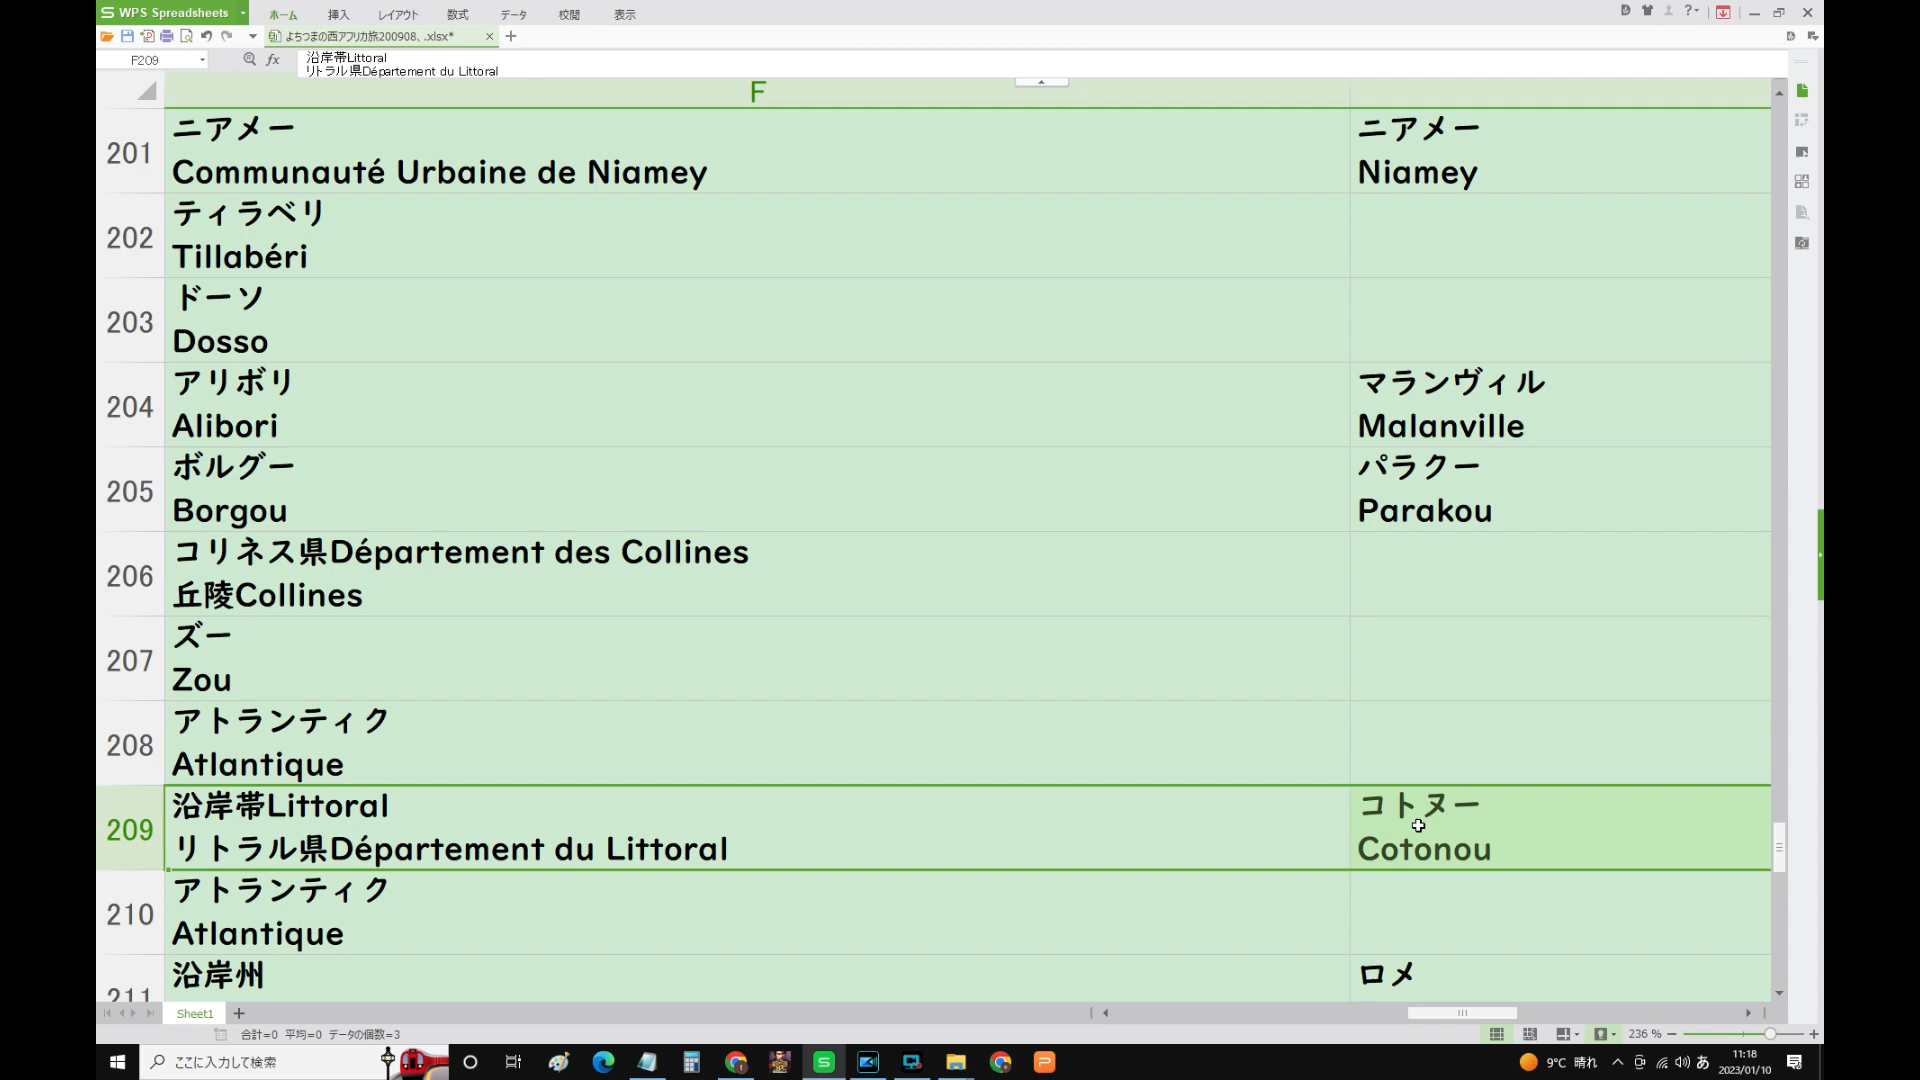 WPS Spreadsheets
ホーム
挿入
レイアウト
数式
データ
校閲
表示
よちつまの西アフリカ旅200908、.xlsx*
F209
fx
沿岸帯Littoral
リトラル県Département du Littoral
F
201
ニアメー
Communauté Urbaine de Niamey
ニアメー
Niamey
202
ティラベリ
Tillabéri
203
ドーソ
Dosso
204
アリボリ
Alibori
マランヴィル
Malanville
205
ボルグー
Borgou
パラクー
Parakou
206
コリネス県Département des Collines
丘陵Collines
207
ズー
Zou
208
アトランティク
Atlantique
209
沿岸帯Littoral
リトラル県Département du Littoral
コトヌー
Cotonou
210
アトランティク
Atlantique
211
沿岸州
ロメ
Sheet1
合計=0 平均=0 データの個数=3
236 %
ここに入力して検索
9°C 晴れ
あ
11:18
2023/01/10